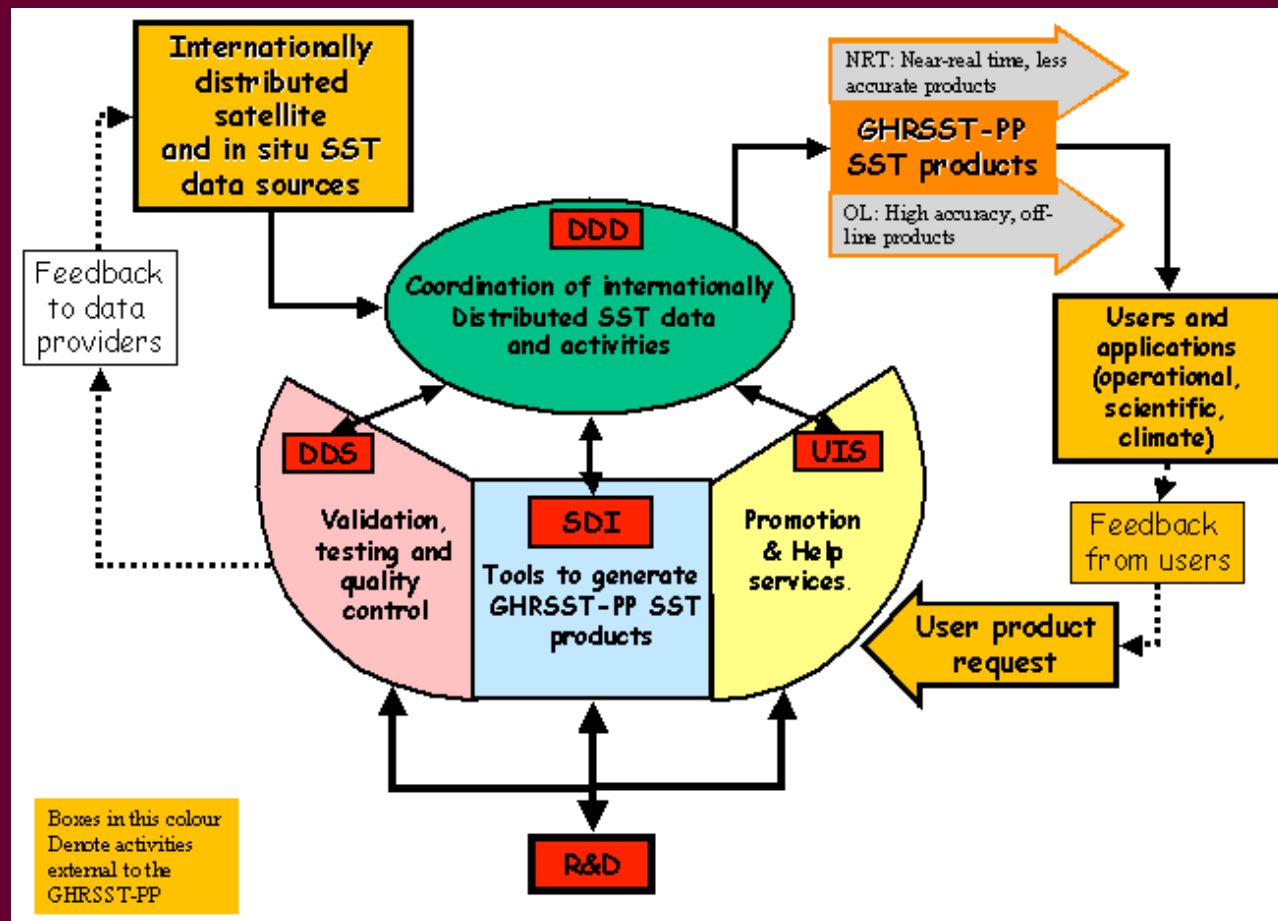 Internationally
distributed
satellite
and in situ SST
data sources
NRT: Near-real time, less
accurate products
GHRSST-PP
SST products
OL: High accuracy, off-
line products
DDD
Coordination of internationally
Distributed SST data
and activities
Feedback
to data
providers
Users and
applications
(operational,
scientific,
climate)
DDS
Validation,
testing and
quality
control
SDI
Tools to generate
GHRSST-PP SST
products
UIS
Promotion
& Help
services.
Feedback
from users
User product
request
R&D
Boxes in this colour
Denote activities
external to the
GHRSST-PP